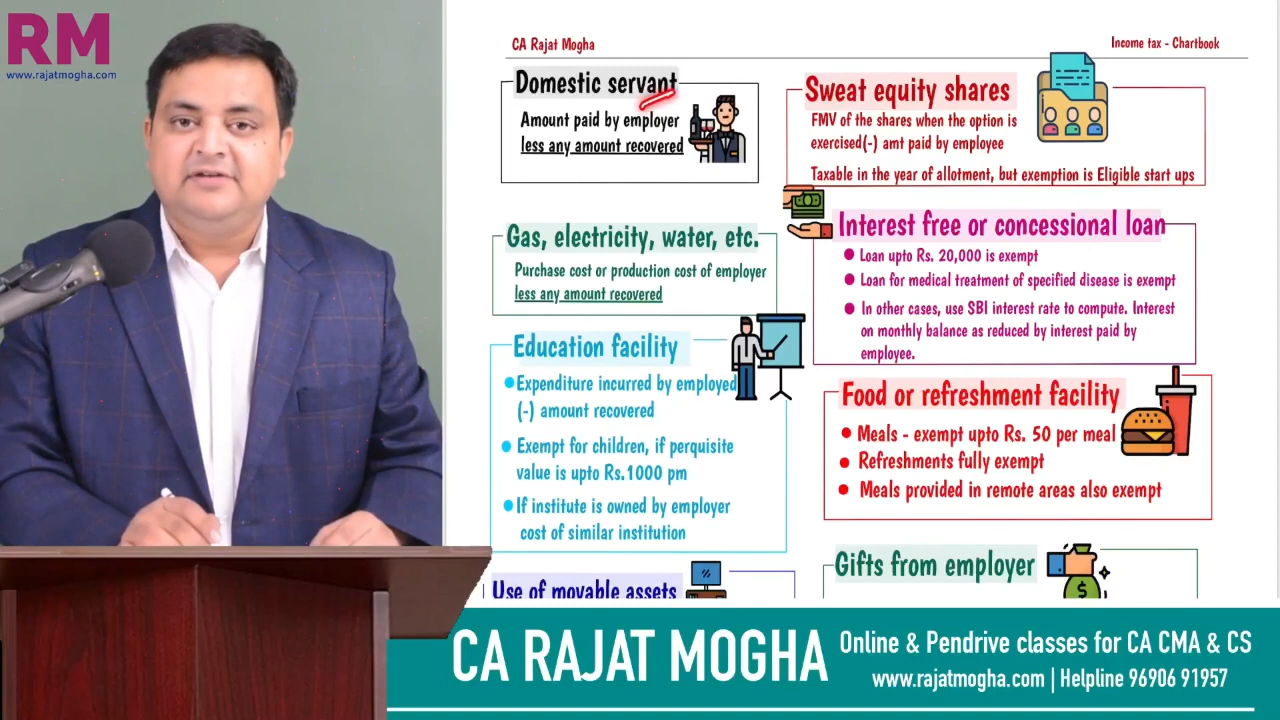 RM
www.rajatmogha.com
CA Rajat Mogha
Income tax - Chartbook
Domestic servant
Amount paid by employer
less any amount recovered
Sweat equity shares
FMV of the shares when the option is
exercised(-) amt paid by employee
Taxable in the year of allotment, but exemption is Eligible start ups
Gas, electricity, water, etc.
Purchase cost or production cost of employer
less any amount recovered
Interest free or concessional loan
Loan upto Rs. 20,000 is exempt
Loan for medical treatment of specified disease is exempt
In other cases, use SBI interest rate to compute. Interest
on monthly balance as reduced by interest paid by
employee.
Education facility
Expenditure incurred by employed
(-) amount recovered
Exempt for children, if perquisite
value is upto Rs.1000 pm
If institute is owned by employer
cost of similar institution
Food or refreshment facility
Meals - exempt upto Rs. 50 per meal
Refreshments fully exempt
Meals provided in remote areas also exempt
Use of movable assets
Gifts from employer
CA RAJAT MOGHA
Online & Pendrive classes for CA CMA & CS
www.rajatmogha.com | Helpline 96906 91957